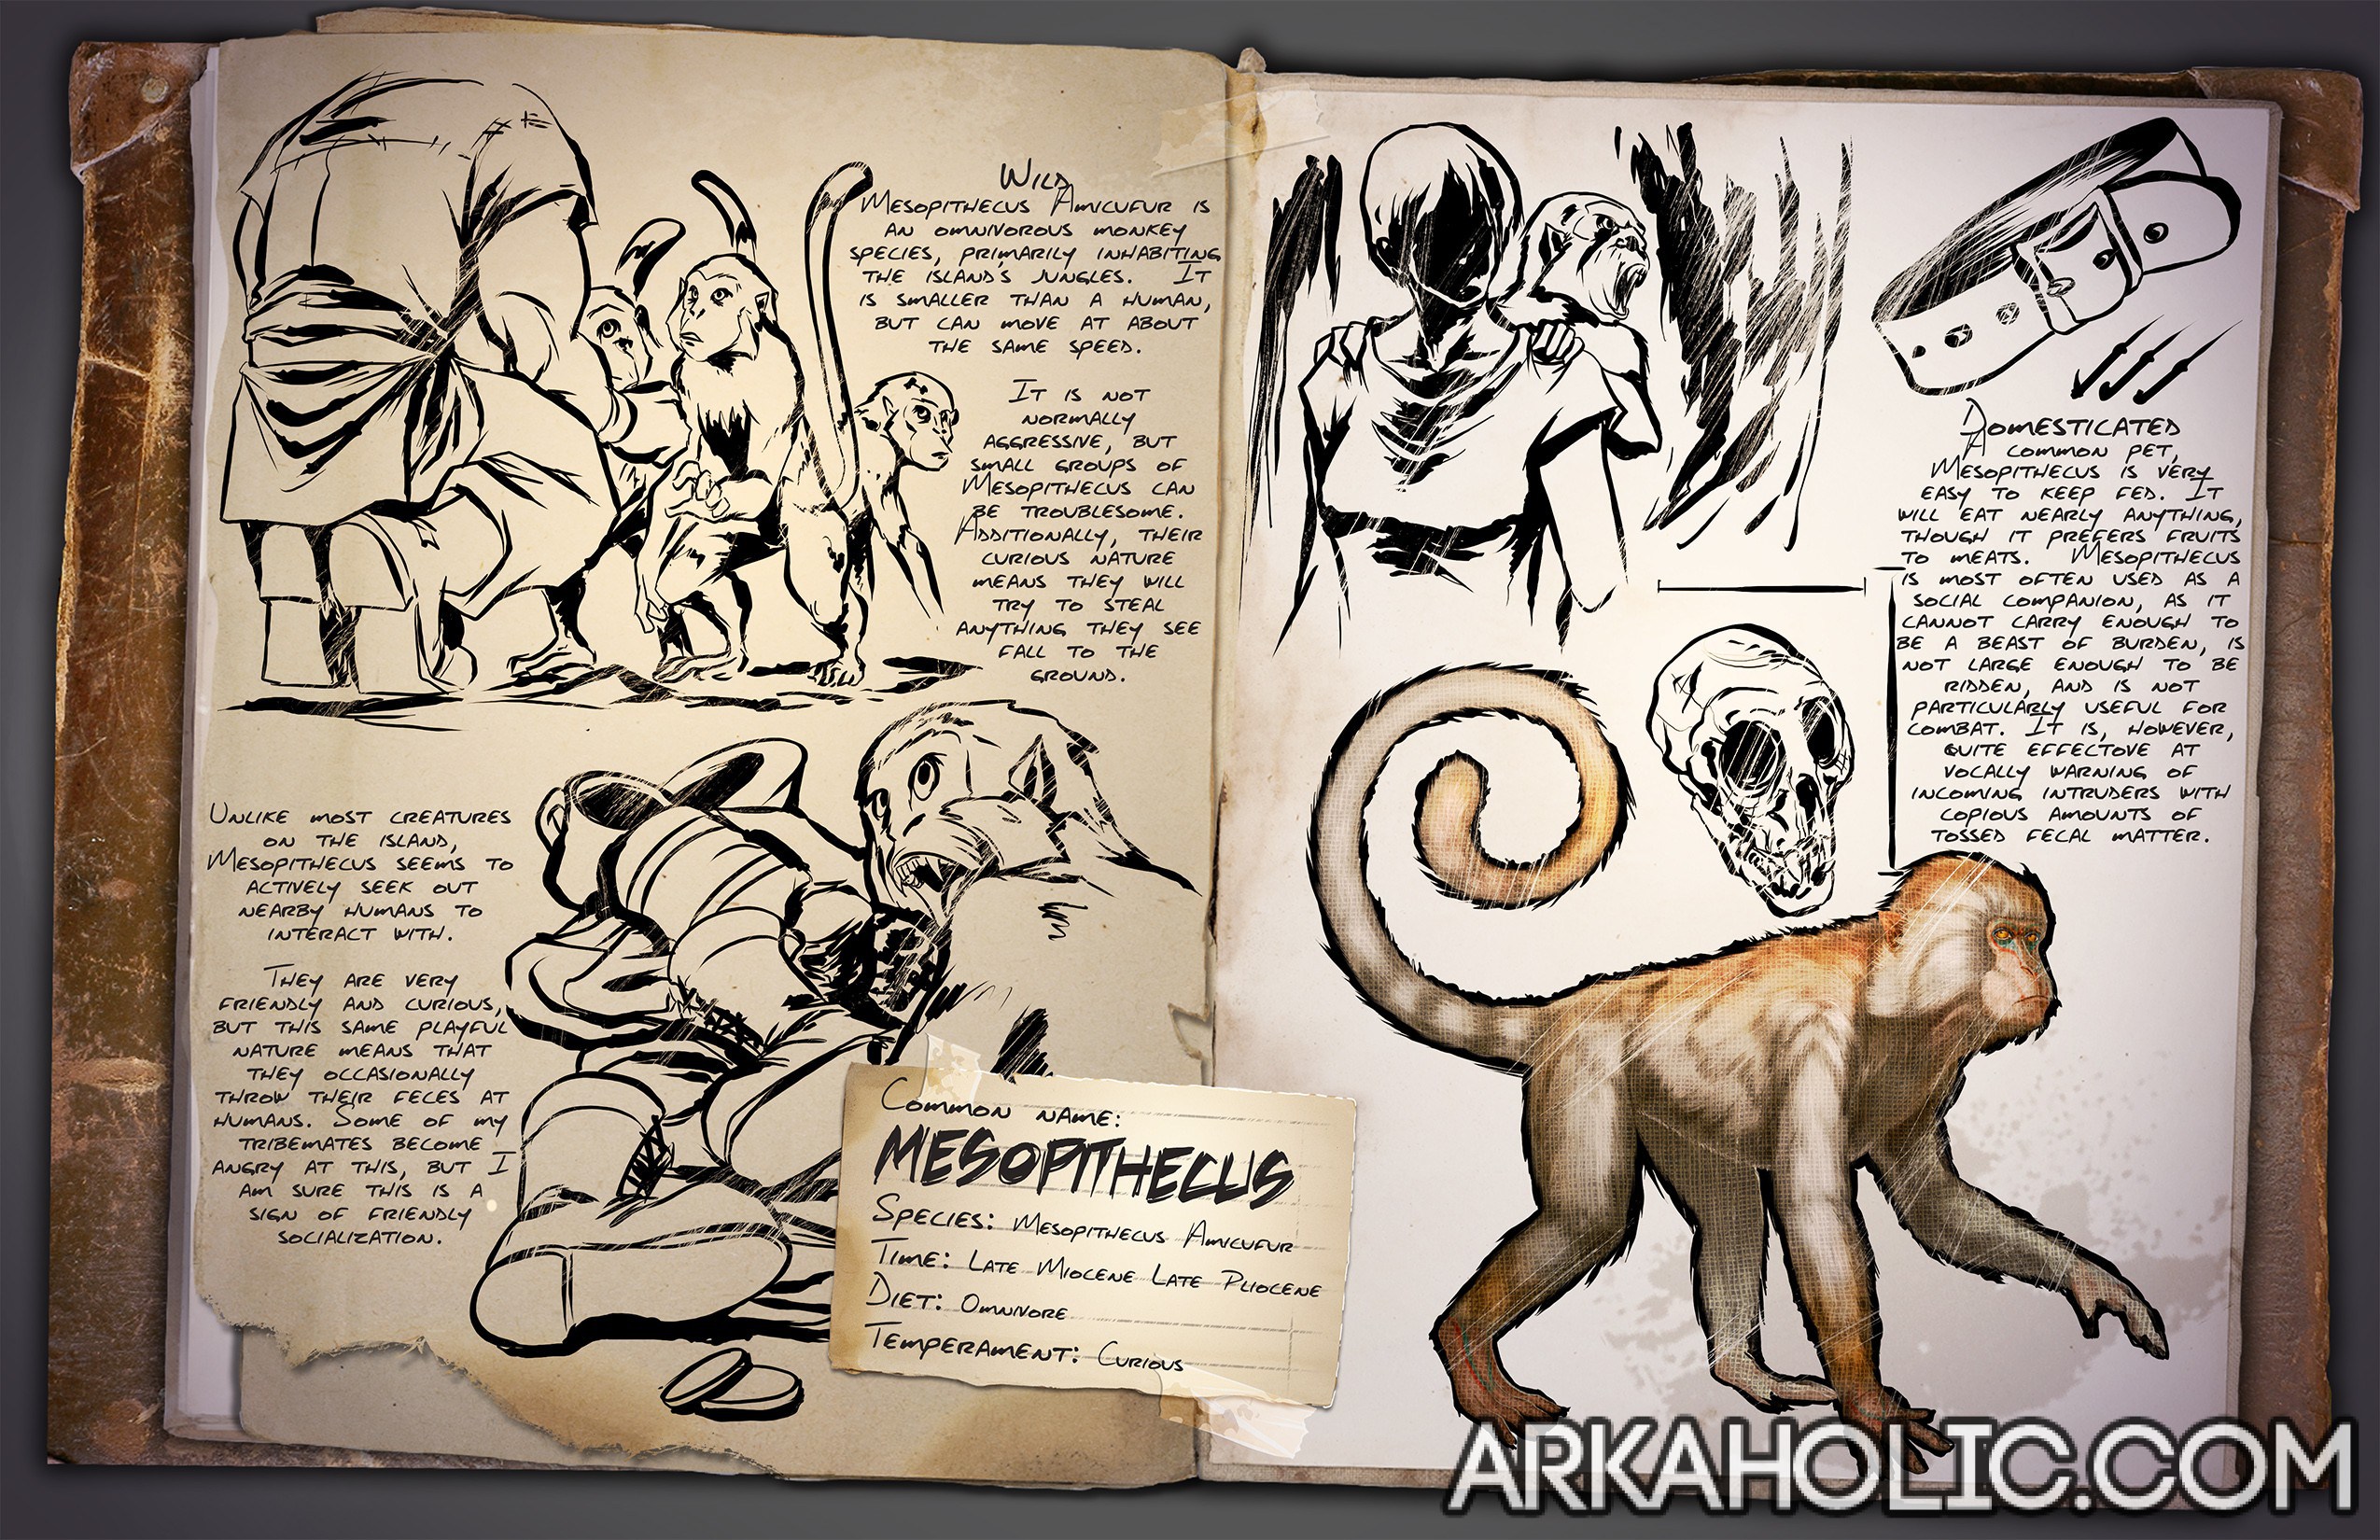 Wild
Mesopithecus Amicufur is
an omnivorous monkey
species, primarily inhabiting
the island's jungles. It
is smaller than a human,
but can move at about
the same speed.
It is not
normally
aggressive, but
small groups of
Mesopithecus can
be troublesome.
Additionally, their
curious nature
means they will
try to steal
anything they see
fall to the
ground.
Unlike most creatures
on the island,
Mesopithecus seems to
actively seek out
nearby humans to
interact with.
They are very
friendly and curious,
but this same playful
nature means that
they occasionally
throw their feces at
humans. Some of my
tribemates become
angry at this, but I
am sure this is a
sign of friendly
socialization.
Common name:
MESOPITHECUS
Species: Mesopithecus Amicufur
Time: Late Miocene Late Pliocene
Diet: Omnivore
Temperament: Curious
Domesticated
A common pet,
Mesopithecus is very
easy to keep fed. It
will eat nearly anything,
though it prefers fruits
to meats. Mesopithecus
is most often used as a
social companion, as it
cannot carry enough to
be a beast of burden, is
not large enough to be
ridden, and is not
particularly useful for
combat. It is, however,
quite effectove at
vocally warning of
incoming intruders with
copious amounts of
tossed fecal matter.
ARKAHOLIC.COM